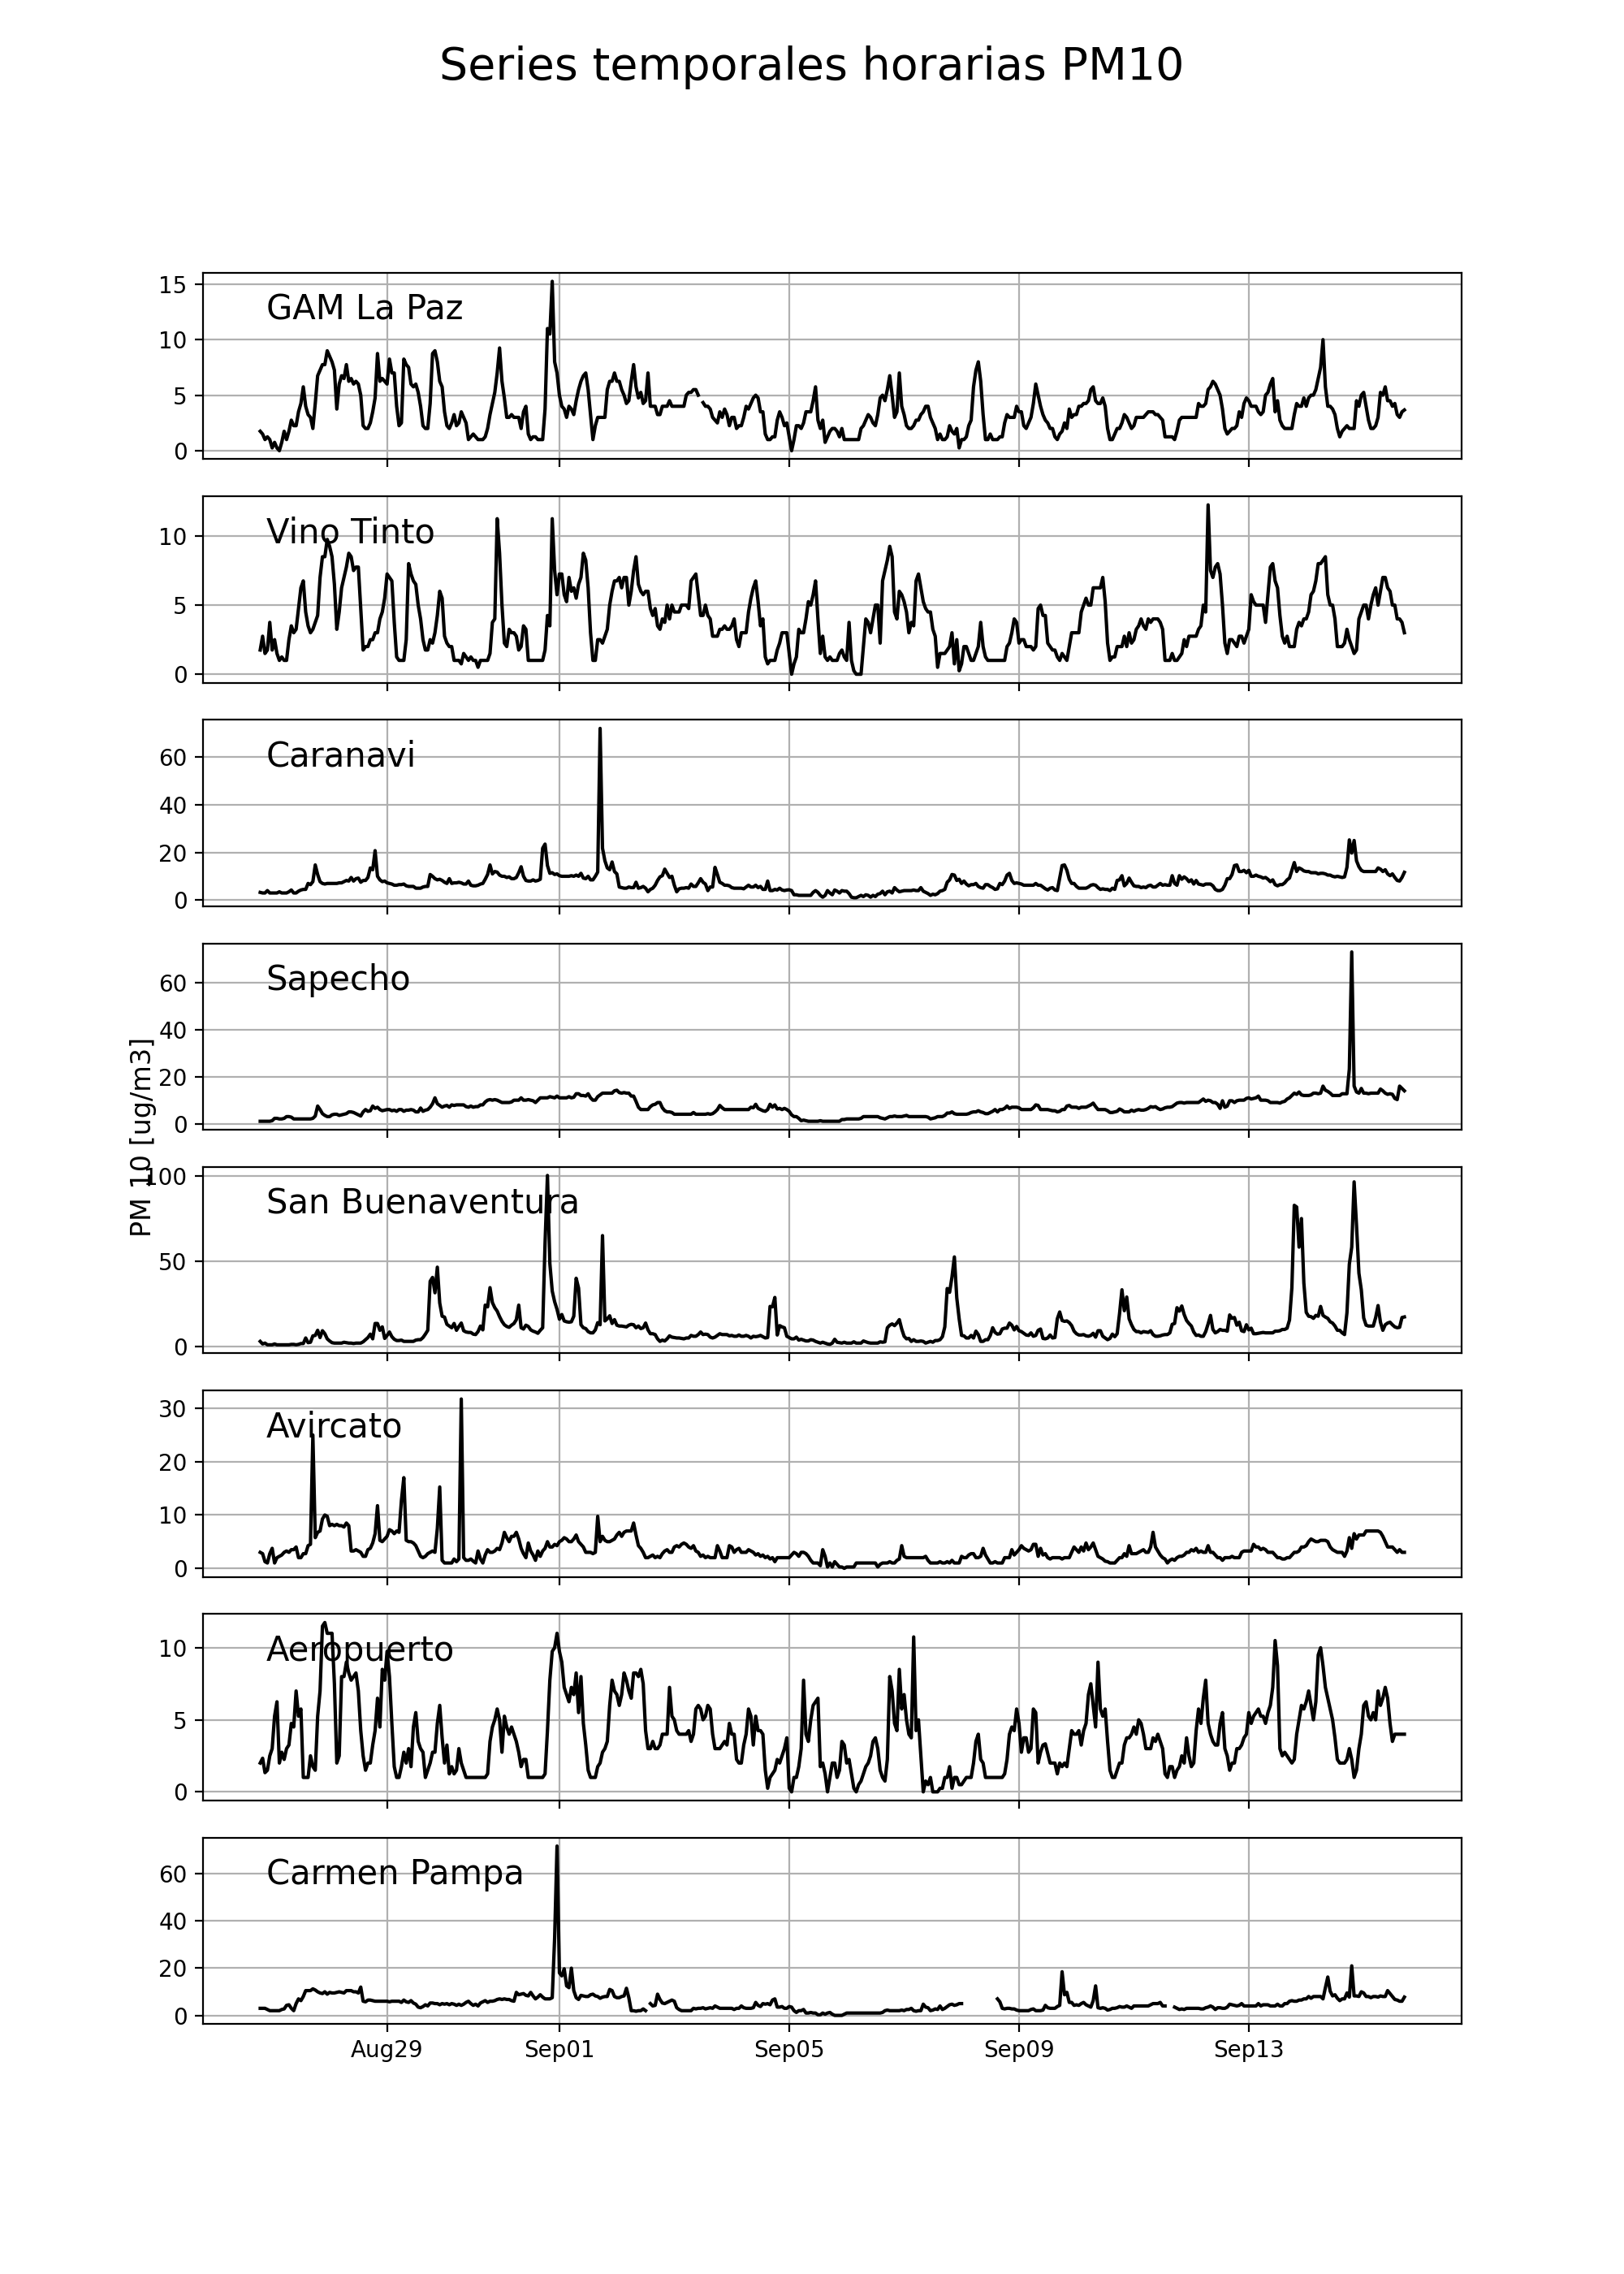 Series temporales horarias PM10
PM 10 [ug/m3]
GAM La Paz
15
10
5
0
Vino Tinto
10
5
0
Caranavi
60
40
20
0
Sapecho
60
40
20
0
San Buenaventura
100
50
0
Avircato
30
20
10
0
Aeropuerto
10
5
0
Carmen Pampa
60
40
20
0
Aug29 Sep01 Sep05 Sep09 Sep13